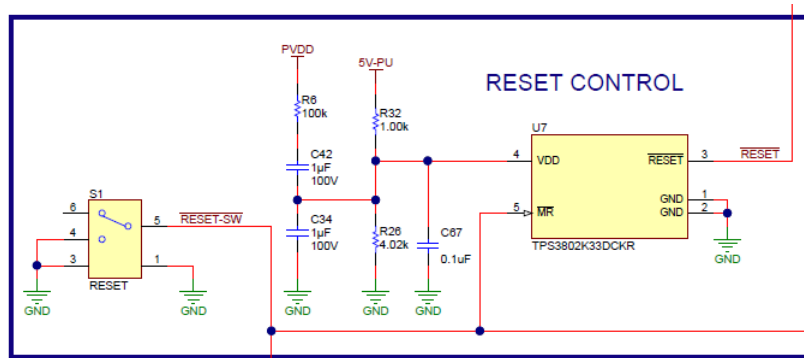 PVDD
5V-PU
RESET CONTROL
R6
100k
R32
1.00k
U7
C42
1µF
100V
4 VDD
RESET 3 RESET
S1
6
5 RESET-SW
GND 1
GND 2
5 MR
C34
1µF
100V
R26
4.02k
C67
0.1uF
4
3 1
RESET
TPS3802K33DCKR
GND
GND
GND
GND
GND
GND